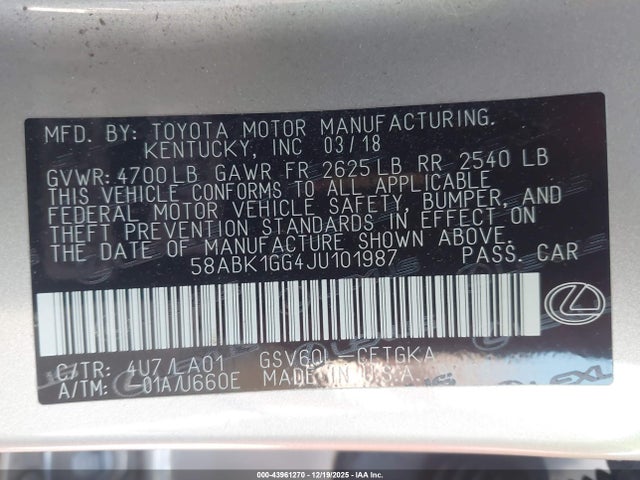 MFD. BY: TOYOTA MOTOR MANUFACTURING.
KENTUCKY, INC 03/18
GVWR: 4700 LB GAWR FR 2625 LB RR 2540 LB
THIS VEHICLE CONFORMS TO ALL APPLICABLE
FEDERAL MOTOR VEHICLE SAFETY, BUMPER, AND
THEFT PREVENTION STANDARDS IN EFFECT ON
THE DATE OF MANUFACTURE SHOWN ABOVE.
58ABK1GG4JU101987 PASS. CAR
C/TR: 4U7/LA01 GSV60L-CETGKA
A/TM: -01A/U660E MADE IN U.S.A.
000-43961270 | 12/19/2025 - IAAI.COM